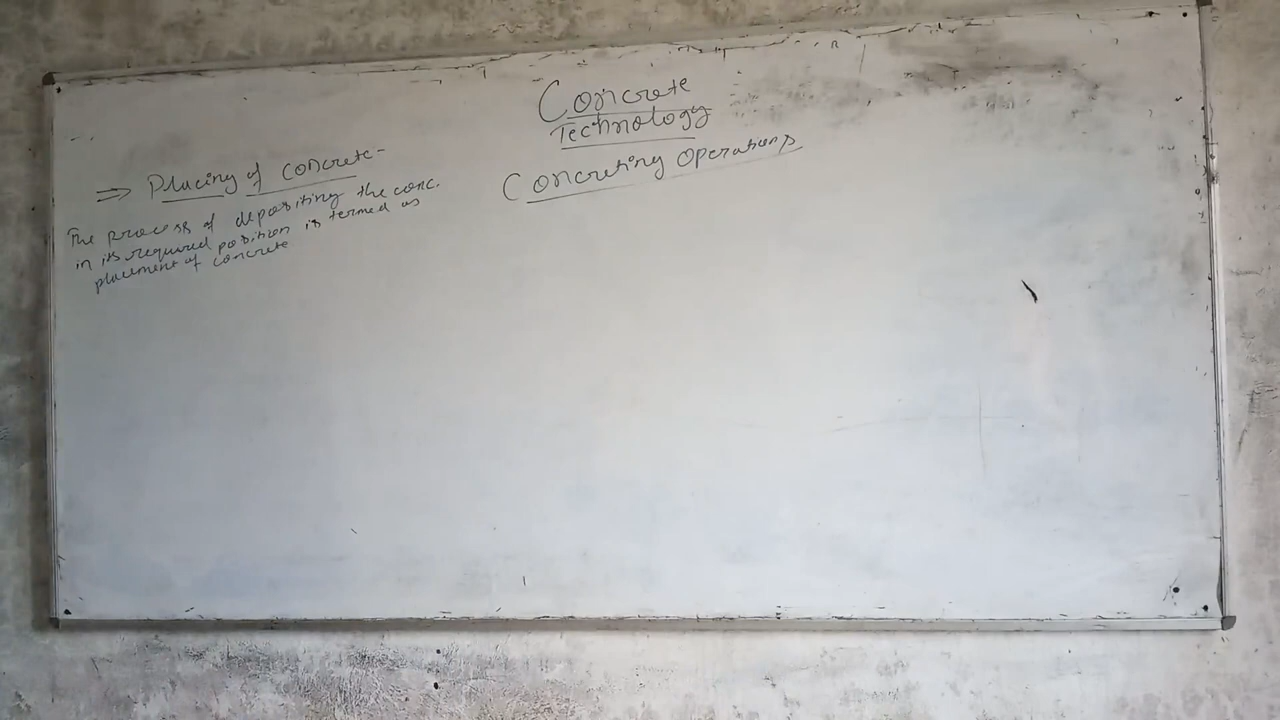 Concrete
Technology
Concreting Operations
⇒ Placing of concrete-
The process of depositing the conc.
in its required position is termed as
placement of concrete